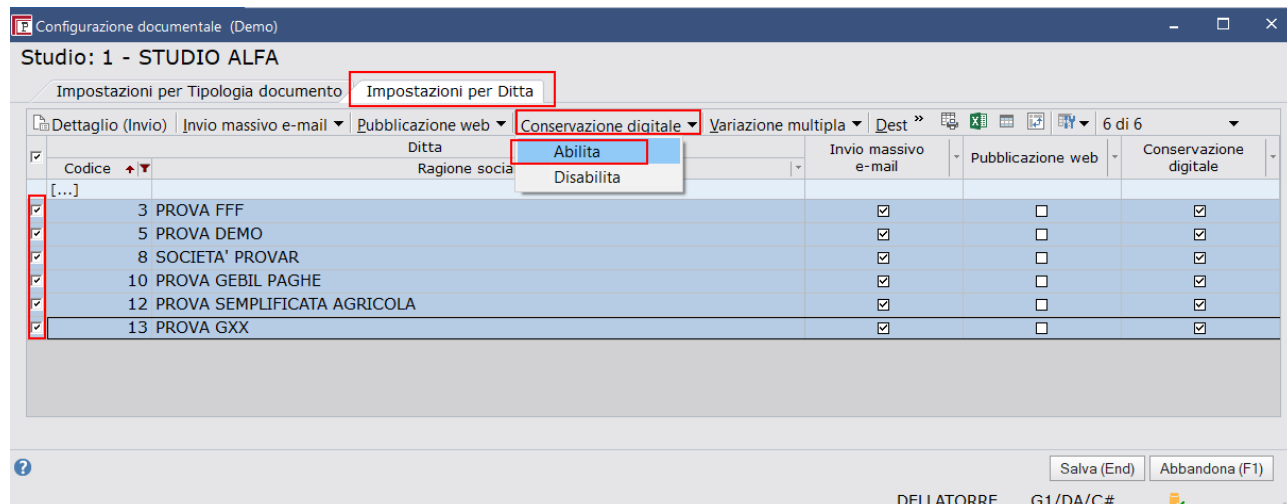 Configurazione documentale (Demo)
Studio: 1 - STUDIO ALFA
Impostazioni per Tipologia documento Impostazioni per Ditta
Dettaglio (Invio) Invio massivo e-mail Pubblicazione web Conservazione digitale Variazione multipla Dest » 6 di 6
Abilita
Disabilita
Ditta Invio massivo e-mail Pubblicazione web Conservazione digitale
Codice Ragione socia
[...]
3 PROVA FFF
5 PROVA DEMO
8 SOCIETA' PROVAR
10 PROVA GEBIL PAGHE
12 PROVA SEMPLIFICATA AGRICOLA
13 PROVA GXX
Salva (End) Abbandona (F1)
DELLATORRE G1/DA/C#